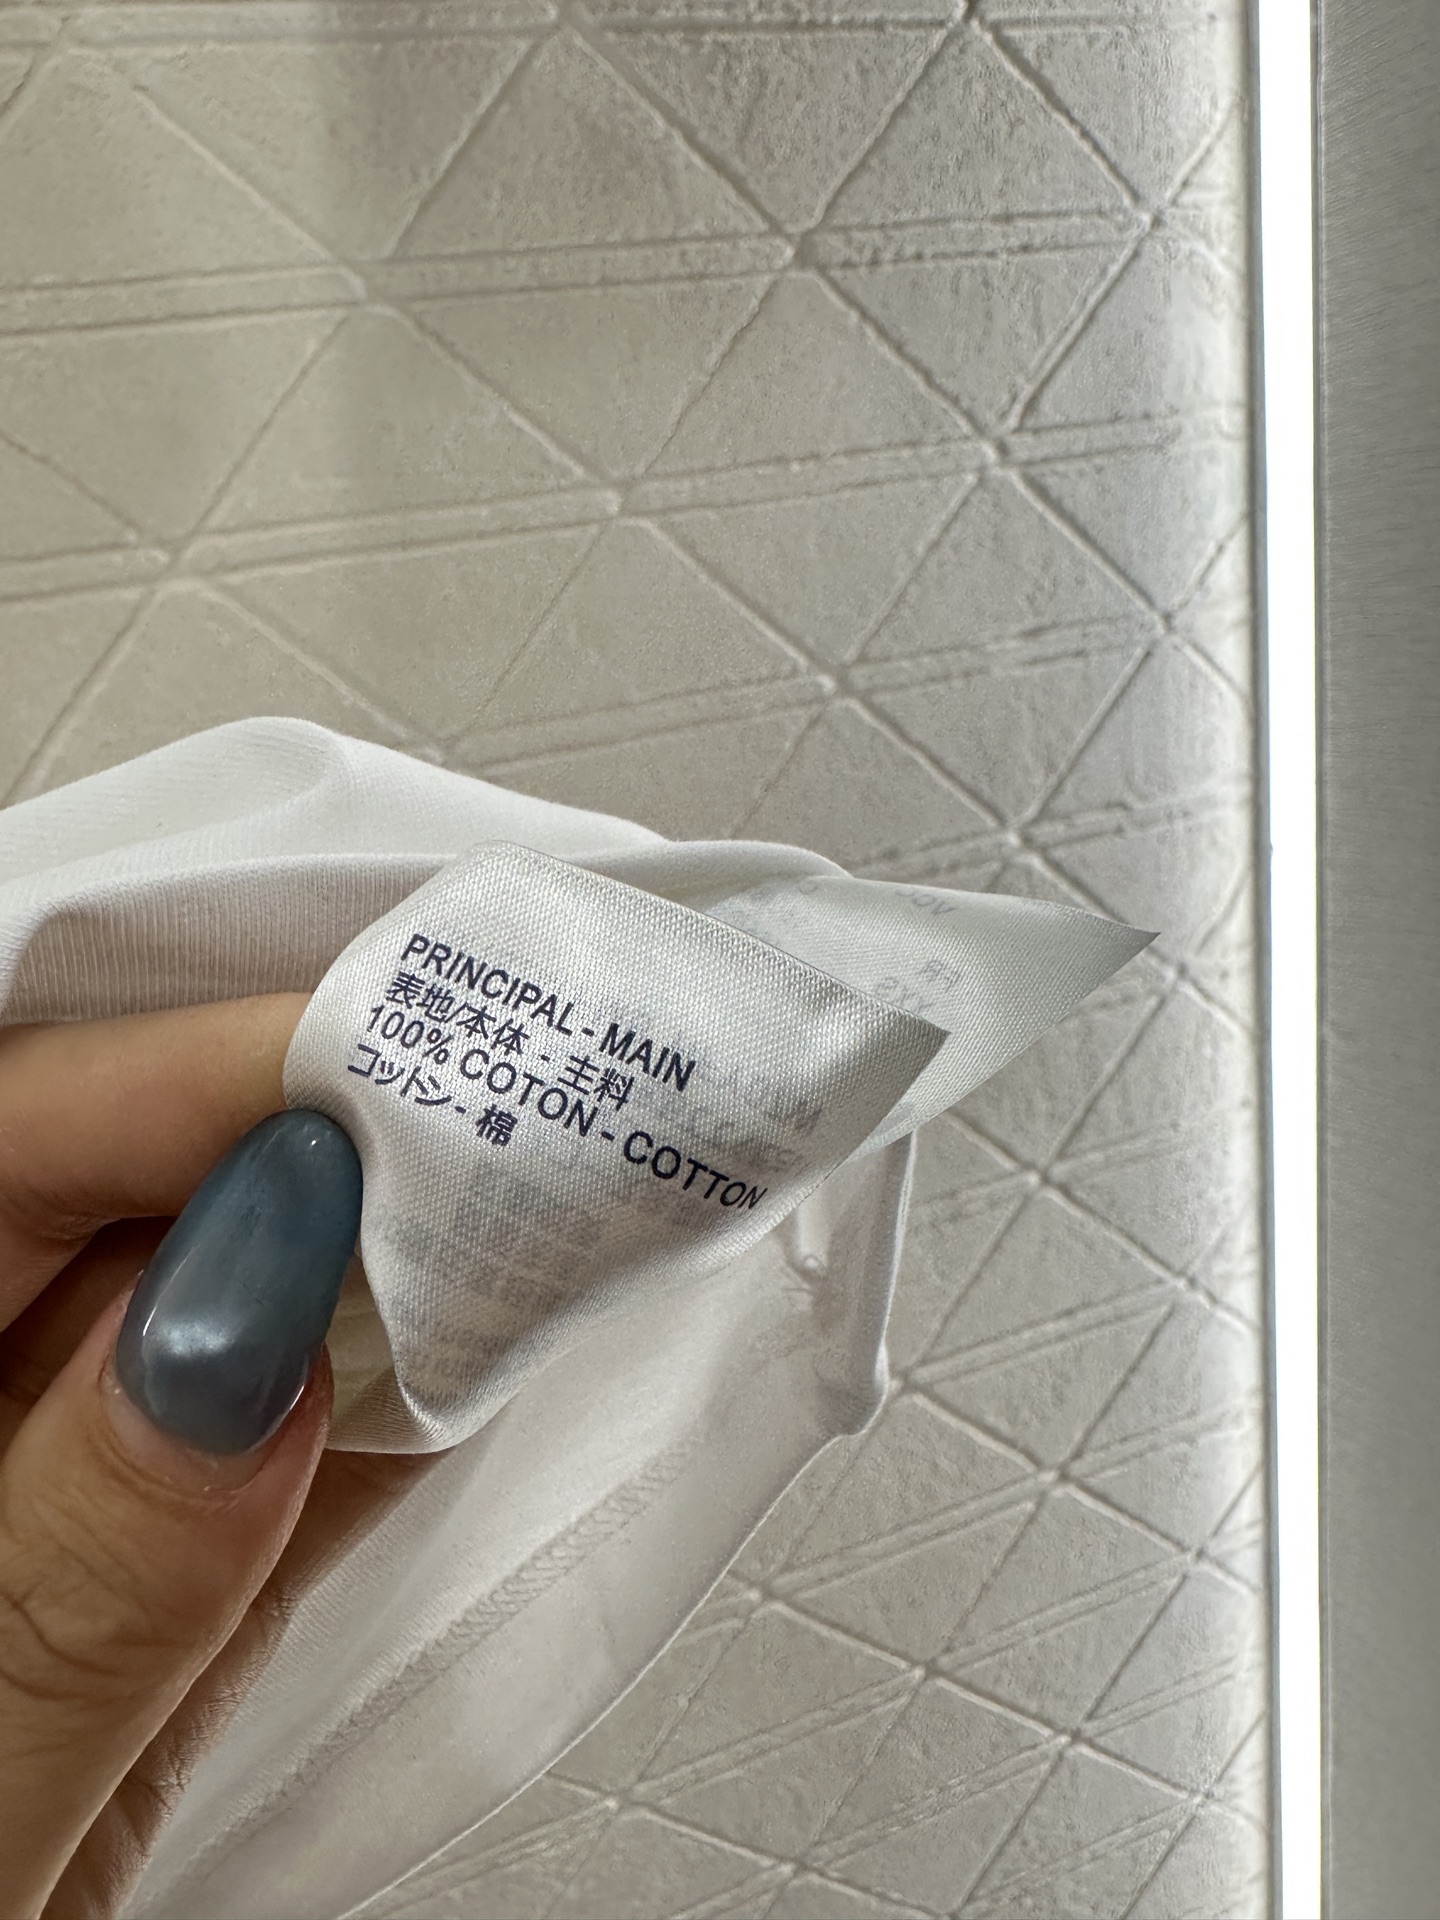 PRINCIPAL - MAIN
表地/本体 - 主料
100% COTON - COTTON
コットン - 棉